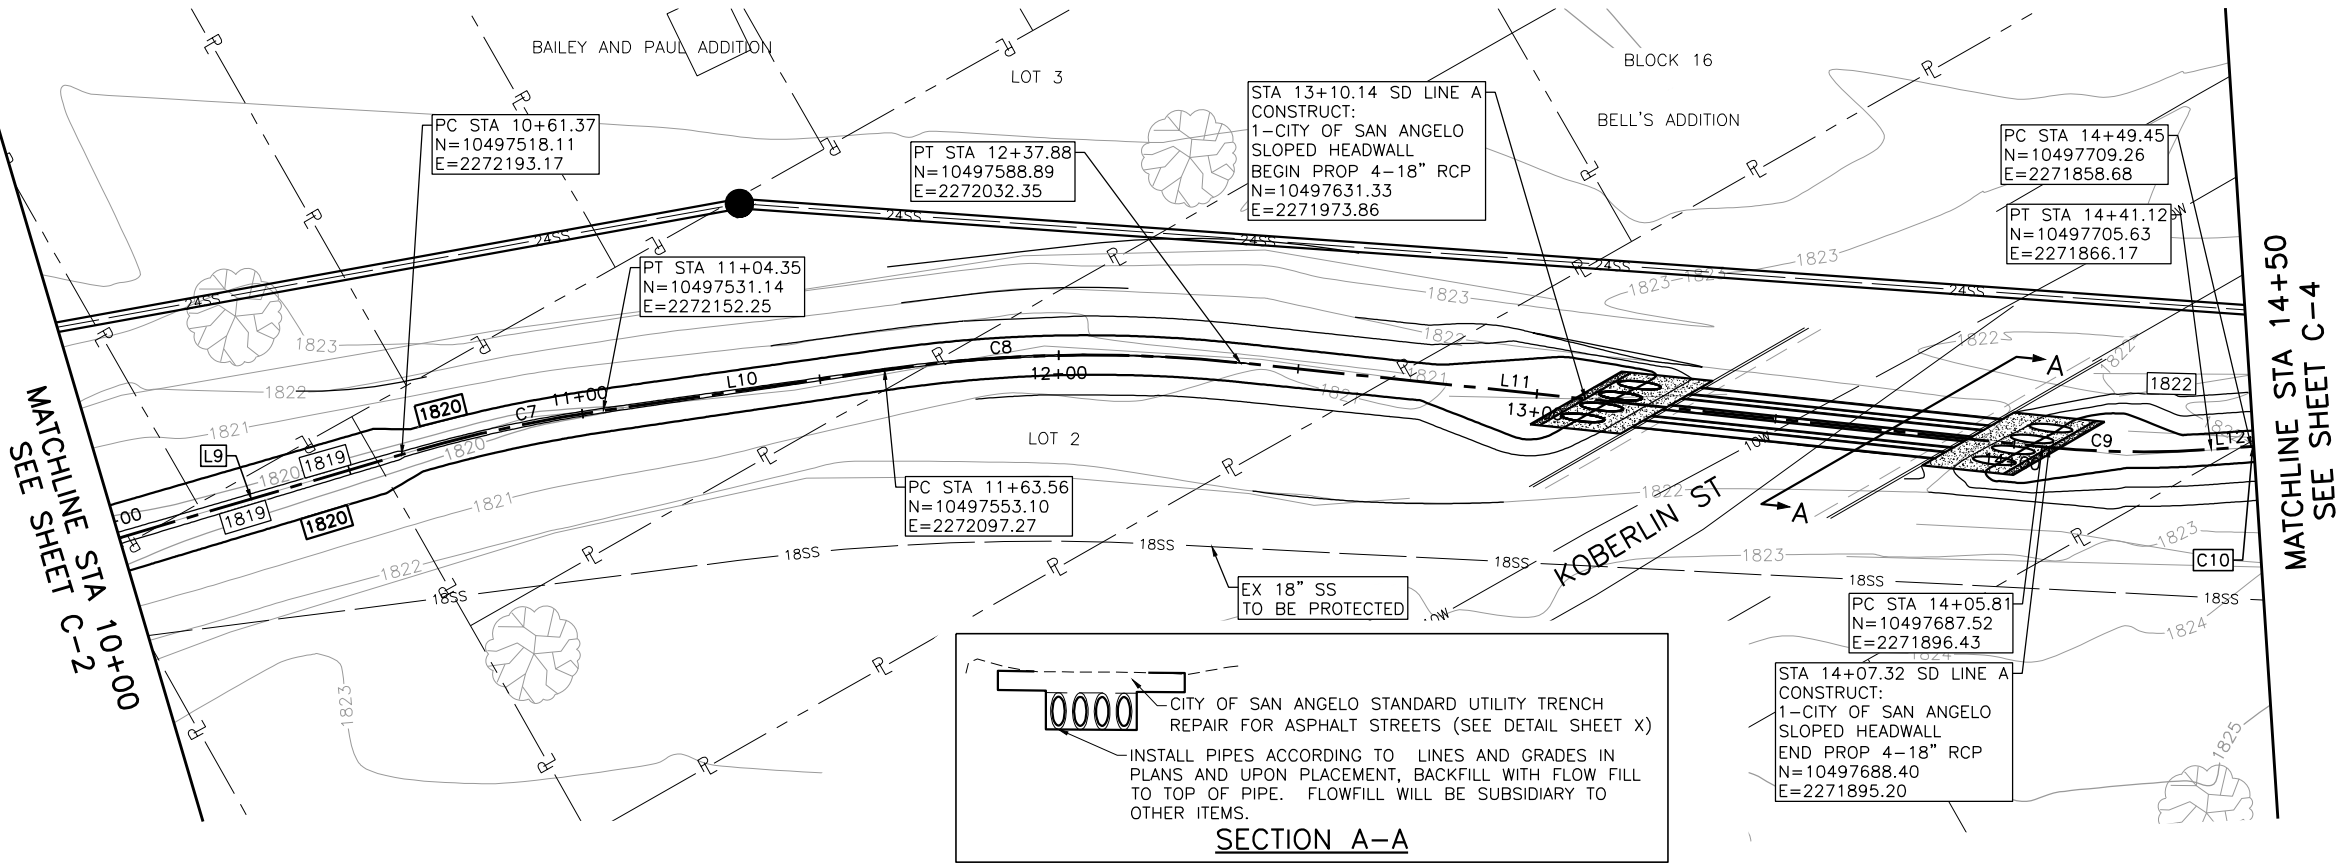 BAILEY AND PAUL ADDITION
LOT 3
BLOCK 16
BELL'S ADDITION
PC STA 10+61.37
N=10497518.11
E=2272193.17
PT STA 12+37.88
N=10497588.89
E=2272032.35
STA 13+10.14 SD LINE A
CONSTRUCT:
1-CITY OF SAN ANGELO
SLOPED HEADWALL
BEGIN PROP 4-18" RCP
N=10497631.33
E=2271973.86
PC STA 14+49.45
N=10497709.26
E=2271858.68
PT STA 14+41.12
N=10497705.63
E=2271866.17
PT STA 11+04.35
N=10497531.14
E=2272152.25
24SS
24SS
24SS
24SS
24SS
24SS
1823
1823
1823-1823
1823
1822
1822
1822
1822
1822
1821
1821
1820
1820
1820
1820
1819
1819
1821
1822
1822
1823
1823
1823
1824
1824
1825
L9
C7
11+00
L10
C8
12+00
L11
C9
L12
C10
00
A
A
10W
LOT 2
PC STA 11+63.56
N=10497553.10
E=2272097.27
18SS
18SS
18SS
18SS
18SS
18SS
EX 18" SS
TO BE PROTECTED
KOBERLIN ST
PC STA 14+05.81
N=10497687.52
E=2271896.43
STA 14+07.32 SD LINE A
CONSTRUCT:
1-CITY OF SAN ANGELO
SLOPED HEADWALL
END PROP 4-18" RCP
N=10497688.40
E=2271895.20
MATCHLINE STA 10+00
SEE SHEET C-2
MATCHLINE STA 14+50
SEE SHEET C-4
CITY OF SAN ANGELO STANDARD UTILITY TRENCH
REPAIR FOR ASPHALT STREETS (SEE DETAIL SHEET X)
INSTALL PIPES ACCORDING TO LINES AND GRADES IN
PLANS AND UPON PLACEMENT, BACKFILL WITH FLOW FILL
TO TOP OF PIPE. FLOWFILL WILL BE SUBSIDIARY TO
OTHER ITEMS.
SECTION A-A